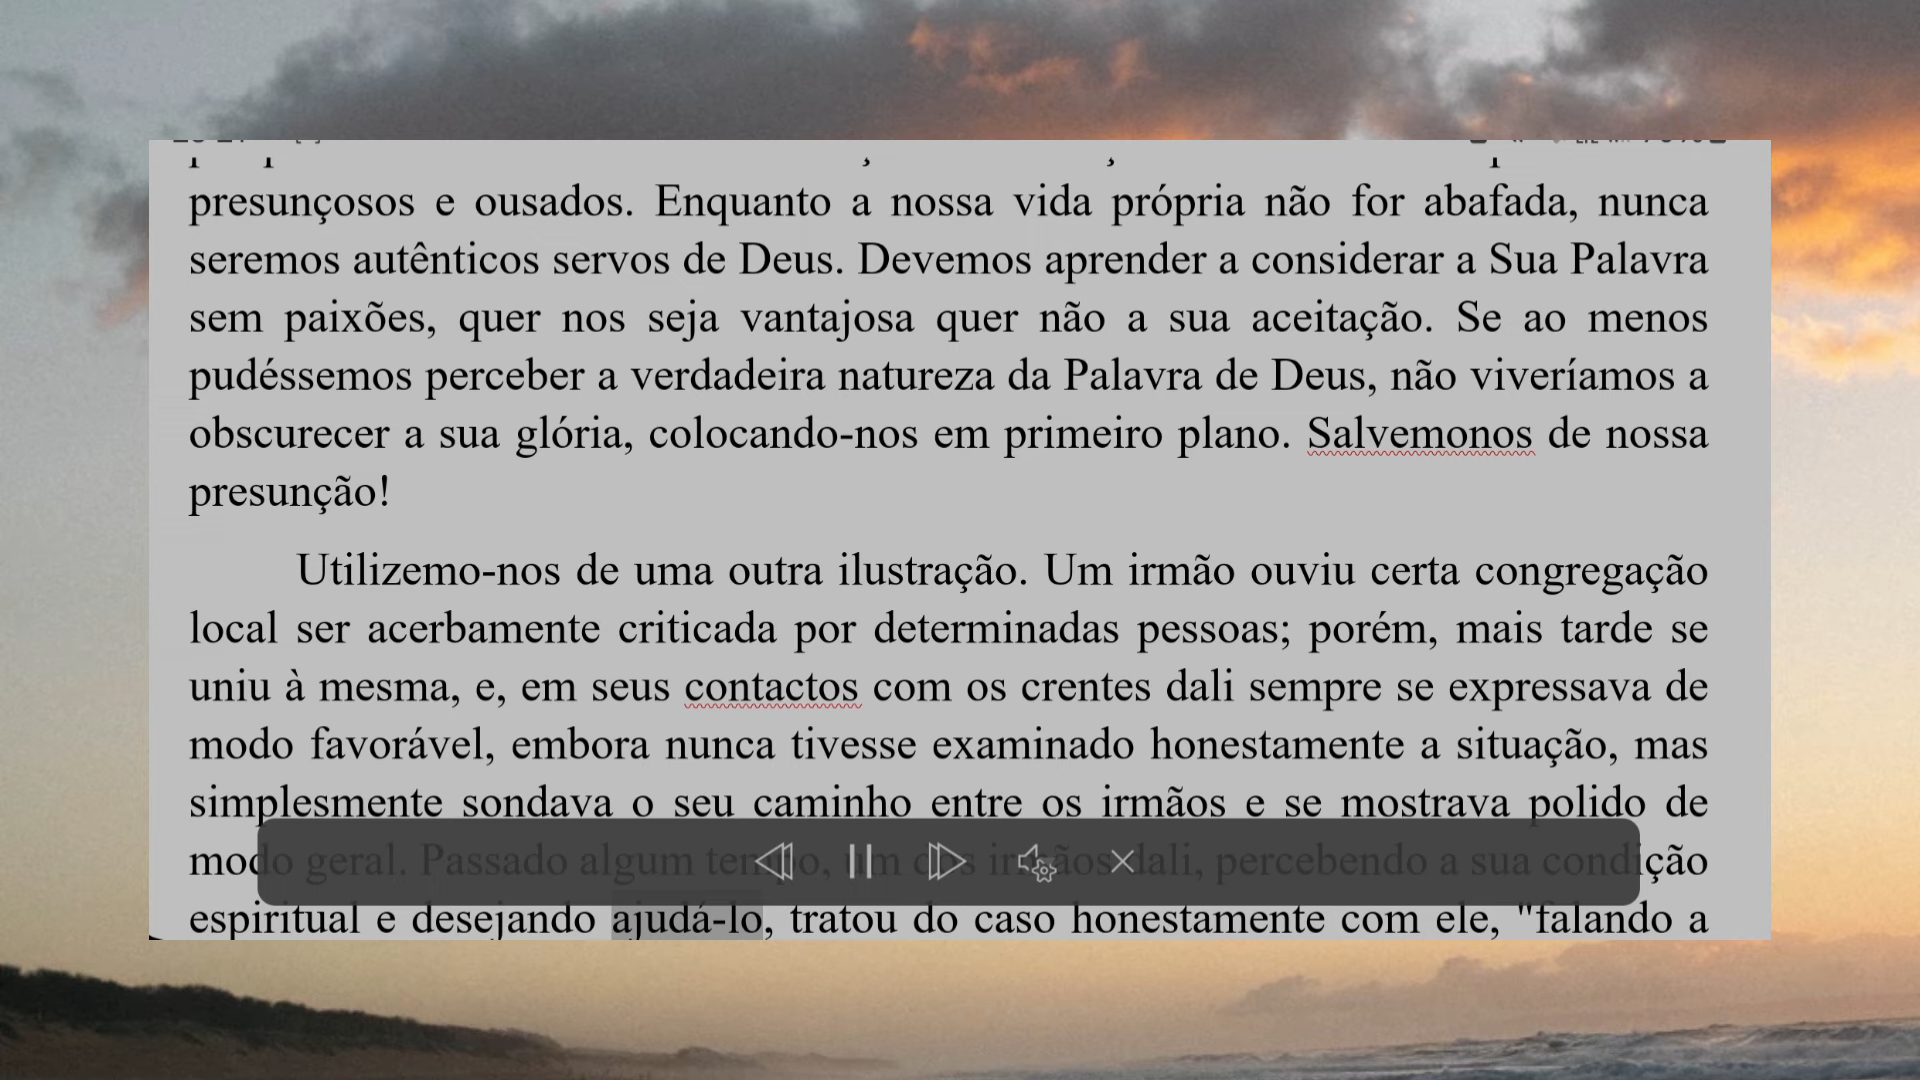 presunçosos e ousados. Enquanto a nossa vida própria não for abafada, nunca
seremos autênticos servos de Deus. Devemos aprender a considerar a Sua Palavra
sem paixões, quer nos seja vantajosa quer não a sua aceitação. Se ao menos
pudéssemos perceber a verdadeira natureza da Palavra de Deus, não viveríamos a
obscurecer a sua glória, colocando-nos em primeiro plano. Salvemonos de nossa
presunção!
Utilizemo-nos de uma outra ilustração. Um irmão ouviu certa congregação
local ser acerbamente criticada por determinadas pessoas; porém, mais tarde se
uniu à mesma, e, em seus contactos com os crentes dali sempre se expressava de
modo favorável, embora nunca tivesse examinado honestamente a situação, mas
simplesmente sondava o seu caminho entre os irmãos e se mostrava polido de
modo geral. Passado algum tempo, um dos irmãos dali, percebendo a sua condição
espiritual e desejando ajudá-lo, tratou do caso honestamente com ele, "falando a